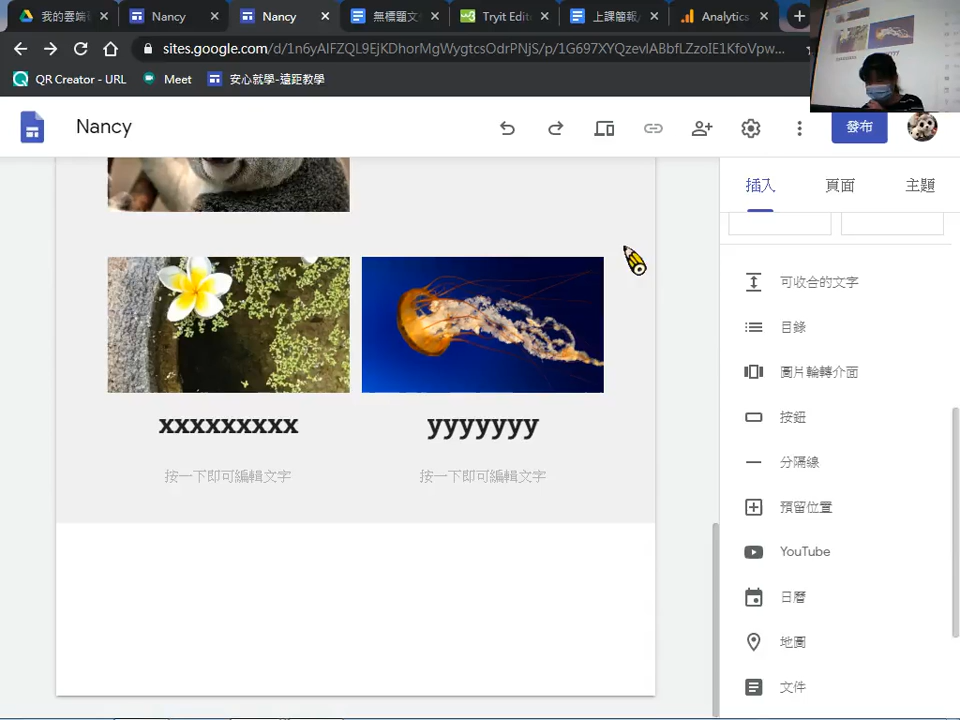 我的雲端
Nancy
Nancy
無標題文
Tryit Edit
上課簡報/
Analytics
sites.google.com/d/1n6yAlFZQL9EjKDhorMgWygtcsOdrPNjS/p/1G697XYQzevlABbfLZzoIE1KfoVpw...
QR Creator - URL
Meet
安心就學-遠距教學
Nancy
發布
插入
頁面
主題
可收合的文字
目錄
圖片輪轉介面
按鈕
分隔線
預留位置
YouTube
日曆
地圖
文件
xxxxxxxxx
yyyyyyy
按一下即可編輯文字
按一下即可編輯文字